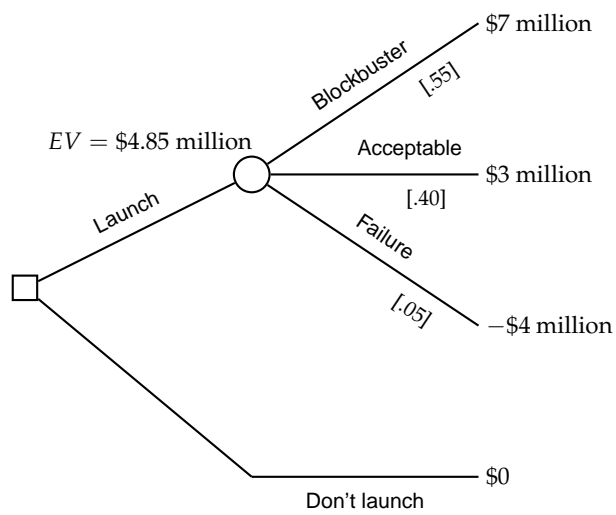 $7 million
Blockbuster
[.55]
EV = $4.85 million
Acceptable
$3 million
[.40]
Launch
Failure
[.05]
−$4 million
$0
Don't launch